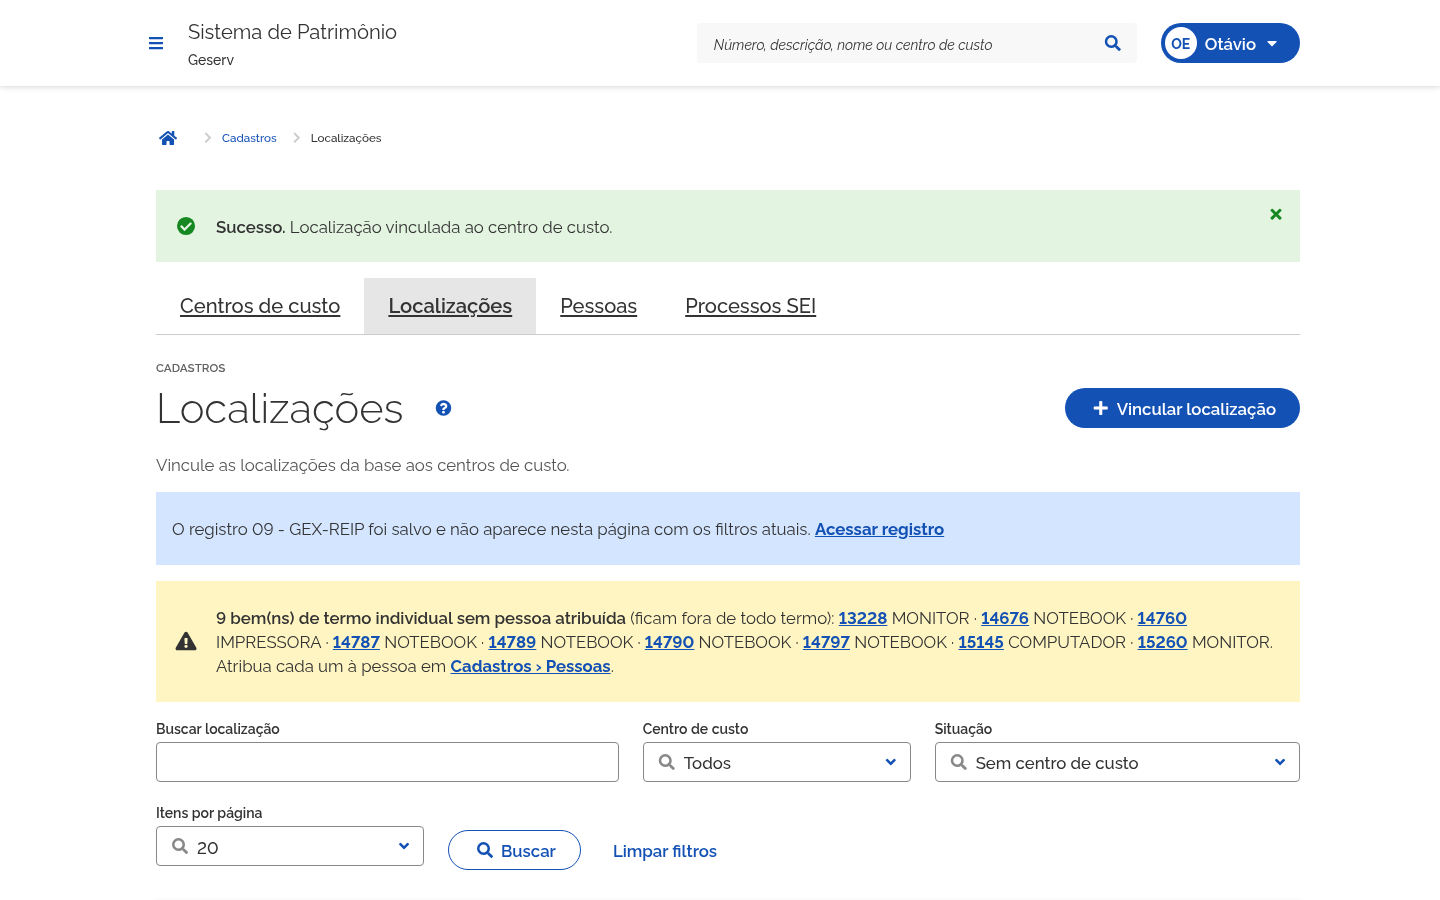 Sistema de Patrimônio
Geserv
Número, descrição, nome ou centro de custo
OE Otávio
Cadastros
Localizações
Sucesso. Localização vinculada ao centro de custo.
Centros de custo
Localizações
Pessoas
Processos SEI
CADASTROS
Localizações
Vincular localização
Vincule as localizações da base aos centros de custo.
O registro 09 - GEX-REIP foi salvo e não aparece nesta página com os filtros atuais. Acessar registro
9 bem(ns) de termo individual sem pessoa atribuída (ficam fora de todo termo): 13228 MONITOR · 14676 NOTEBOOK · 14760
IMPRESSORA · 14787 NOTEBOOK · 14789 NOTEBOOK · 14790 NOTEBOOK · 14797 NOTEBOOK · 15145 COMPUTADOR · 15260 MONITOR.
Atribua cada um à pessoa em Cadastros › Pessoas.
Buscar localização
Centro de custo
Situação
Todos
Sem centro de custo
Itens por página
20
Buscar
Limpar filtros